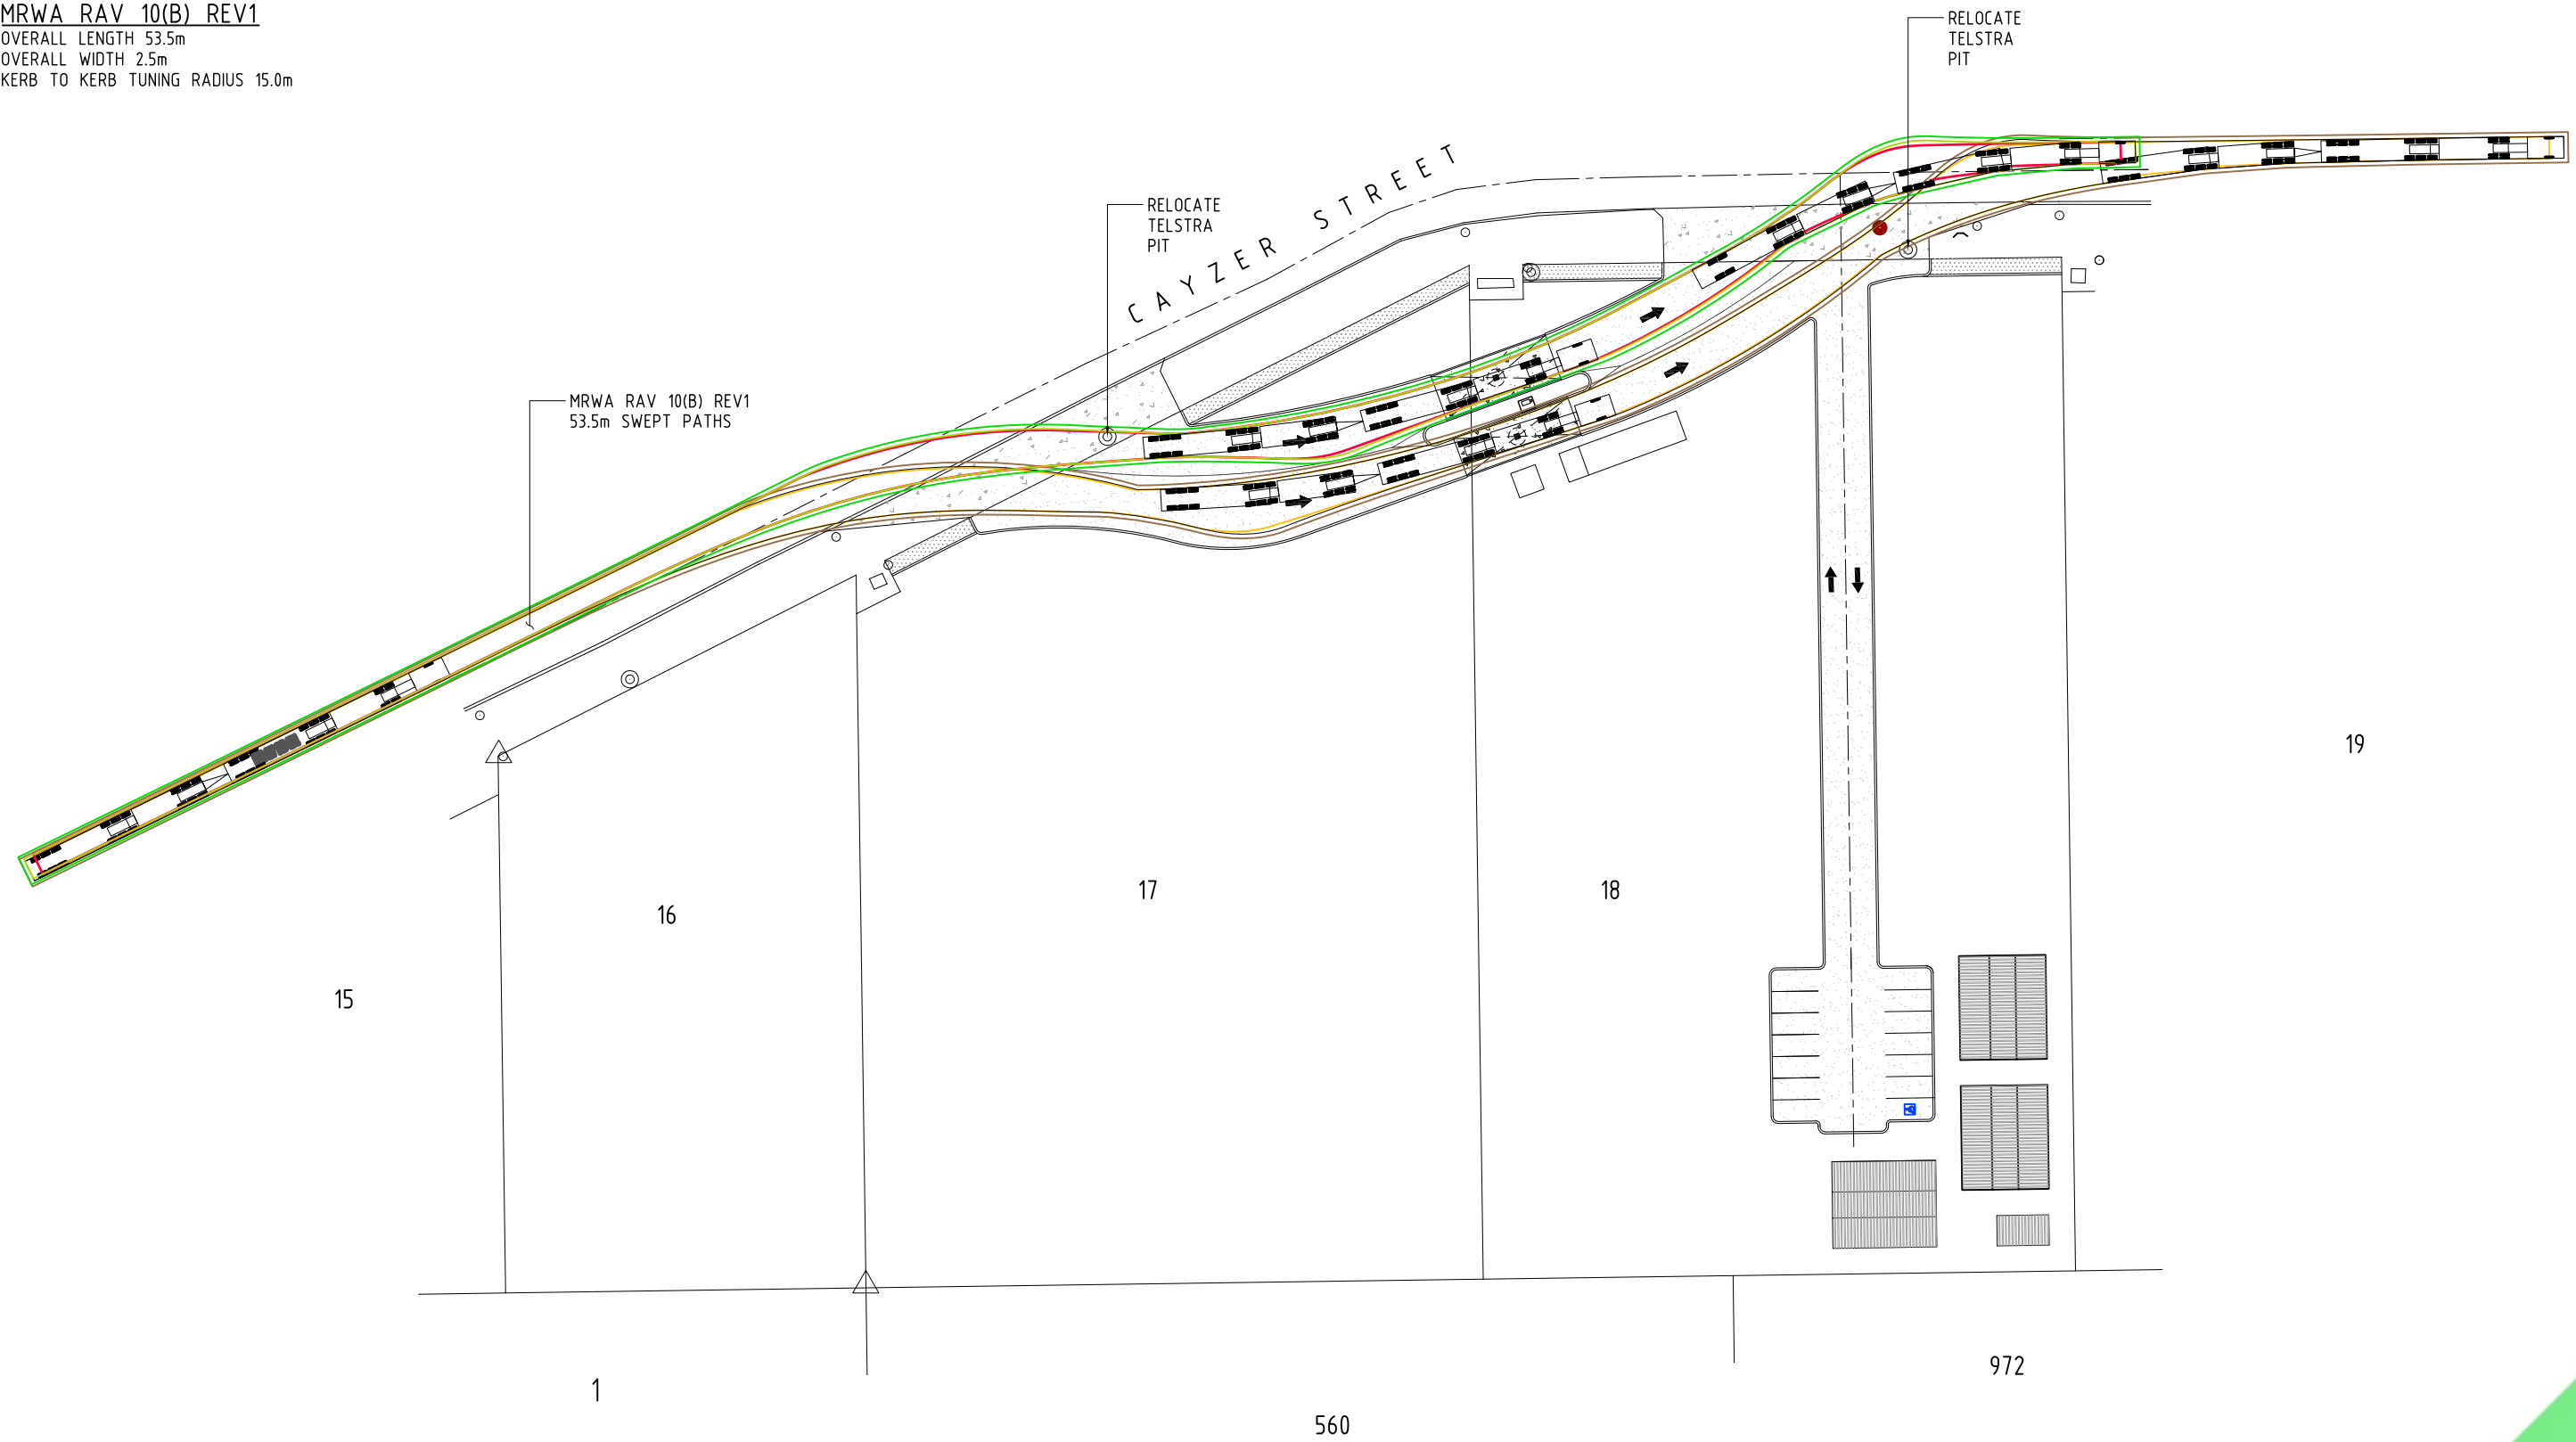 MRWA RAV 10(B) REV1
OVERALL LENGTH 53.5m
OVERALL WIDTH 2.5m
KERB TO KERB TUNING RADIUS 15.0m
RELOCATE
TELSTRA
PIT
CAYZER STREET
RELOCATE
TELSTRA
PIT
MRWA RAV 10(B) REV1
53.5m SWEPT PATHS
19
17
18
16
15
972
1
560